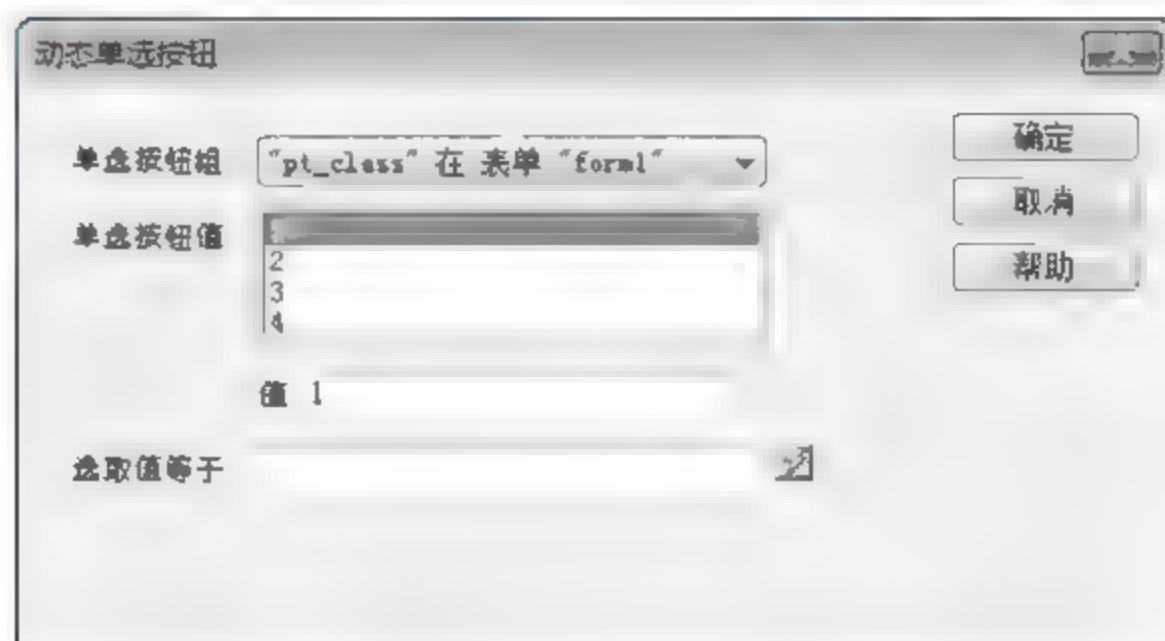 动态单选按钮
单选按钮组 "pt_class" 在 表单 "form1"
确定
单选按钮值
取消
2
3
4
帮助
值 1
选取值等于